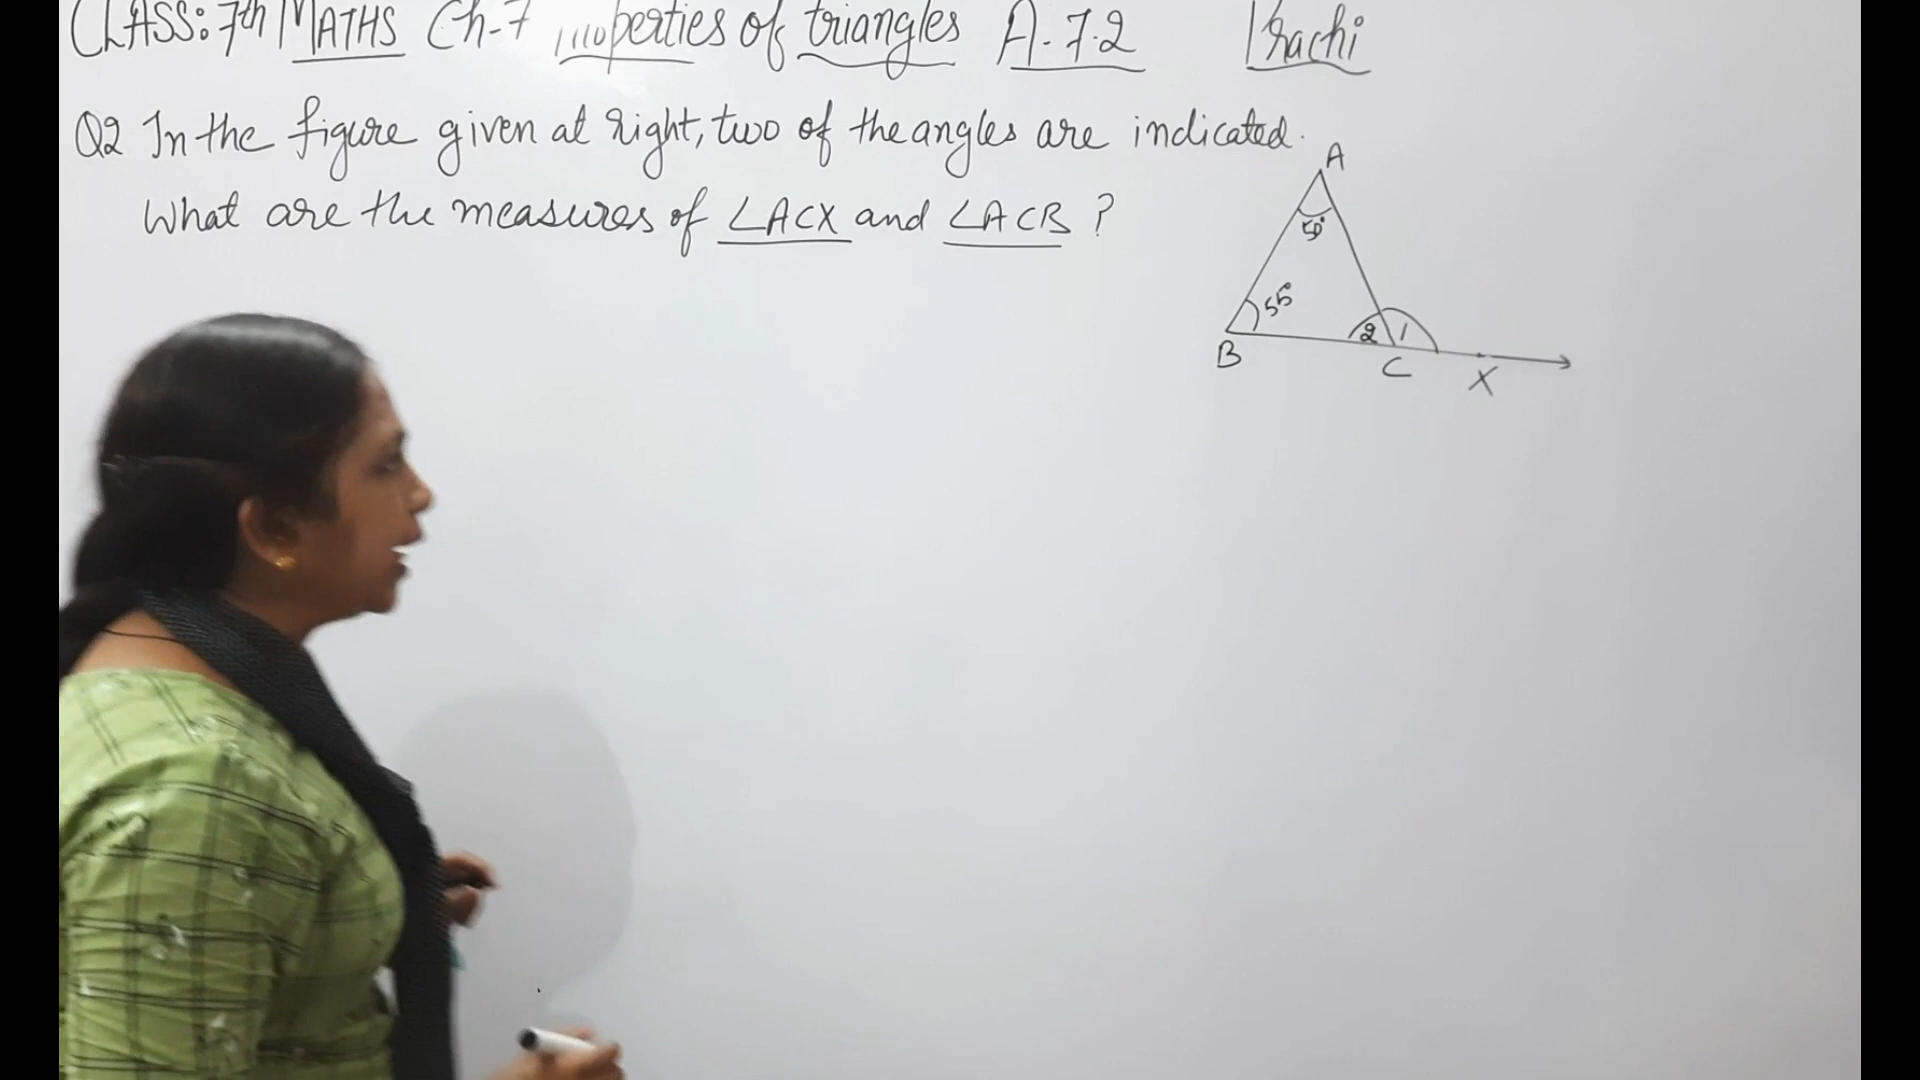 CLASS: 7th MATHS Ch-7 Properties of triangles A-7.2 Prachi
Q2 In the figure given at right, two of the angles are indicated.
What are the measures of ∠ACX and ∠ACB ?
A
50°
55°
2 1
B
C
X